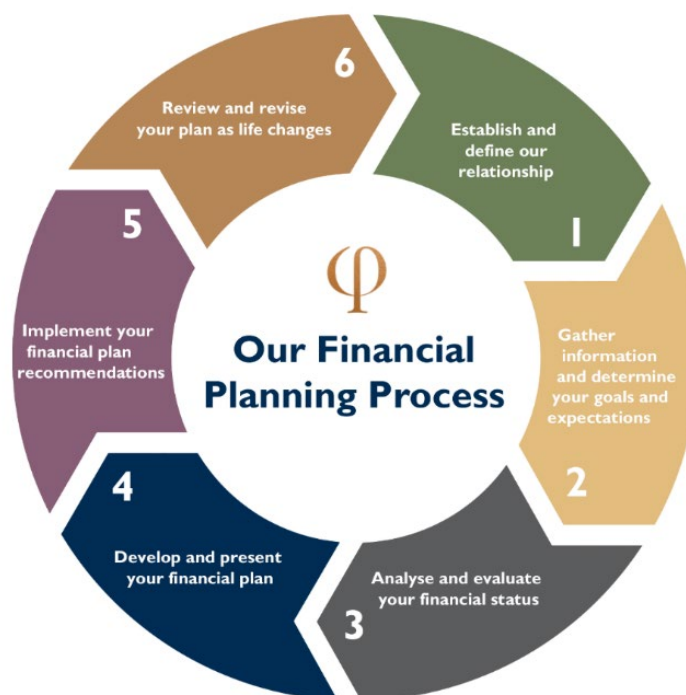 Our Financial
Planning Process
1
Establish and
define our
relationship
2
Gather
information
and determine
your goals and
expectations
3
Analyse and evaluate
your financial status
4
Develop and present
your financial plan
5
Implement your
financial plan
recommendations
6
Review and revise
your plan as life changes